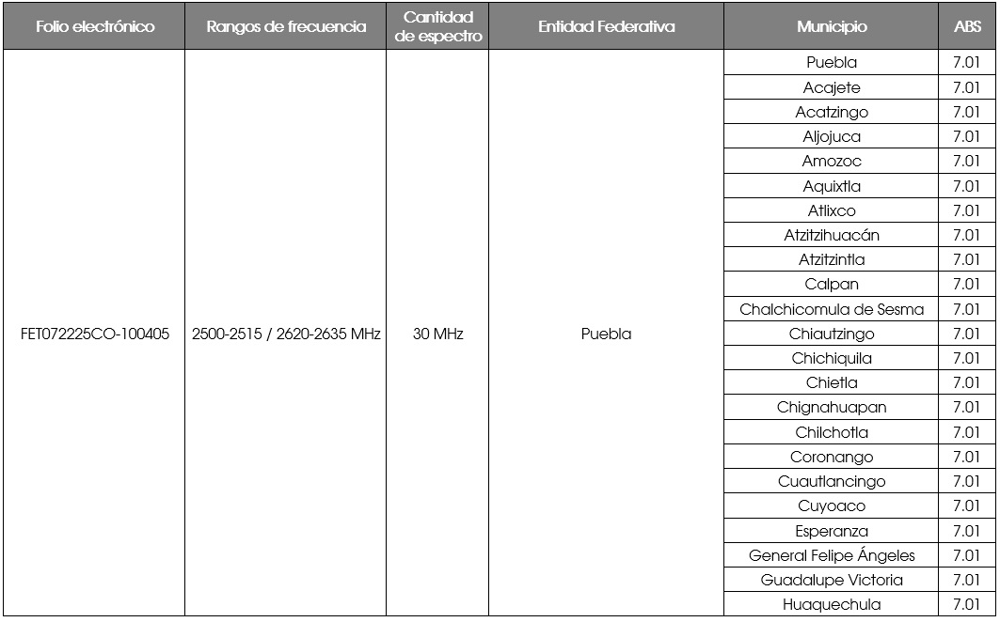 Folio electrónico Rangos de frecuencia Cantidad de espectro Entidad Federativa Municipio ABS
Puebla 7.01
Acajete 7.01
Acatzingo 7.01
Aljojuca 7.01
Amozoc 7.01
Aquixtla 7.01
Atlixco 7.01
Atzitzihuacán 7.01
Atzitzintla 7.01
Calpan 7.01
Chalchicomula de Sesma 7.01
FET072225CO-100405 2500-2515 / 2620-2635 MHz 30 MHz Puebla Chiautzingo 7.01
Chichiquila 7.01
Chietla 7.01
Chignahuapan 7.01
Chilchotla 7.01
Coronango 7.01
Cuautlancingo 7.01
Cuyoaco 7.01
Esperanza 7.01
General Felipe Ángeles 7.01
Guadalupe Victoria 7.01
Huaquechula 7.01